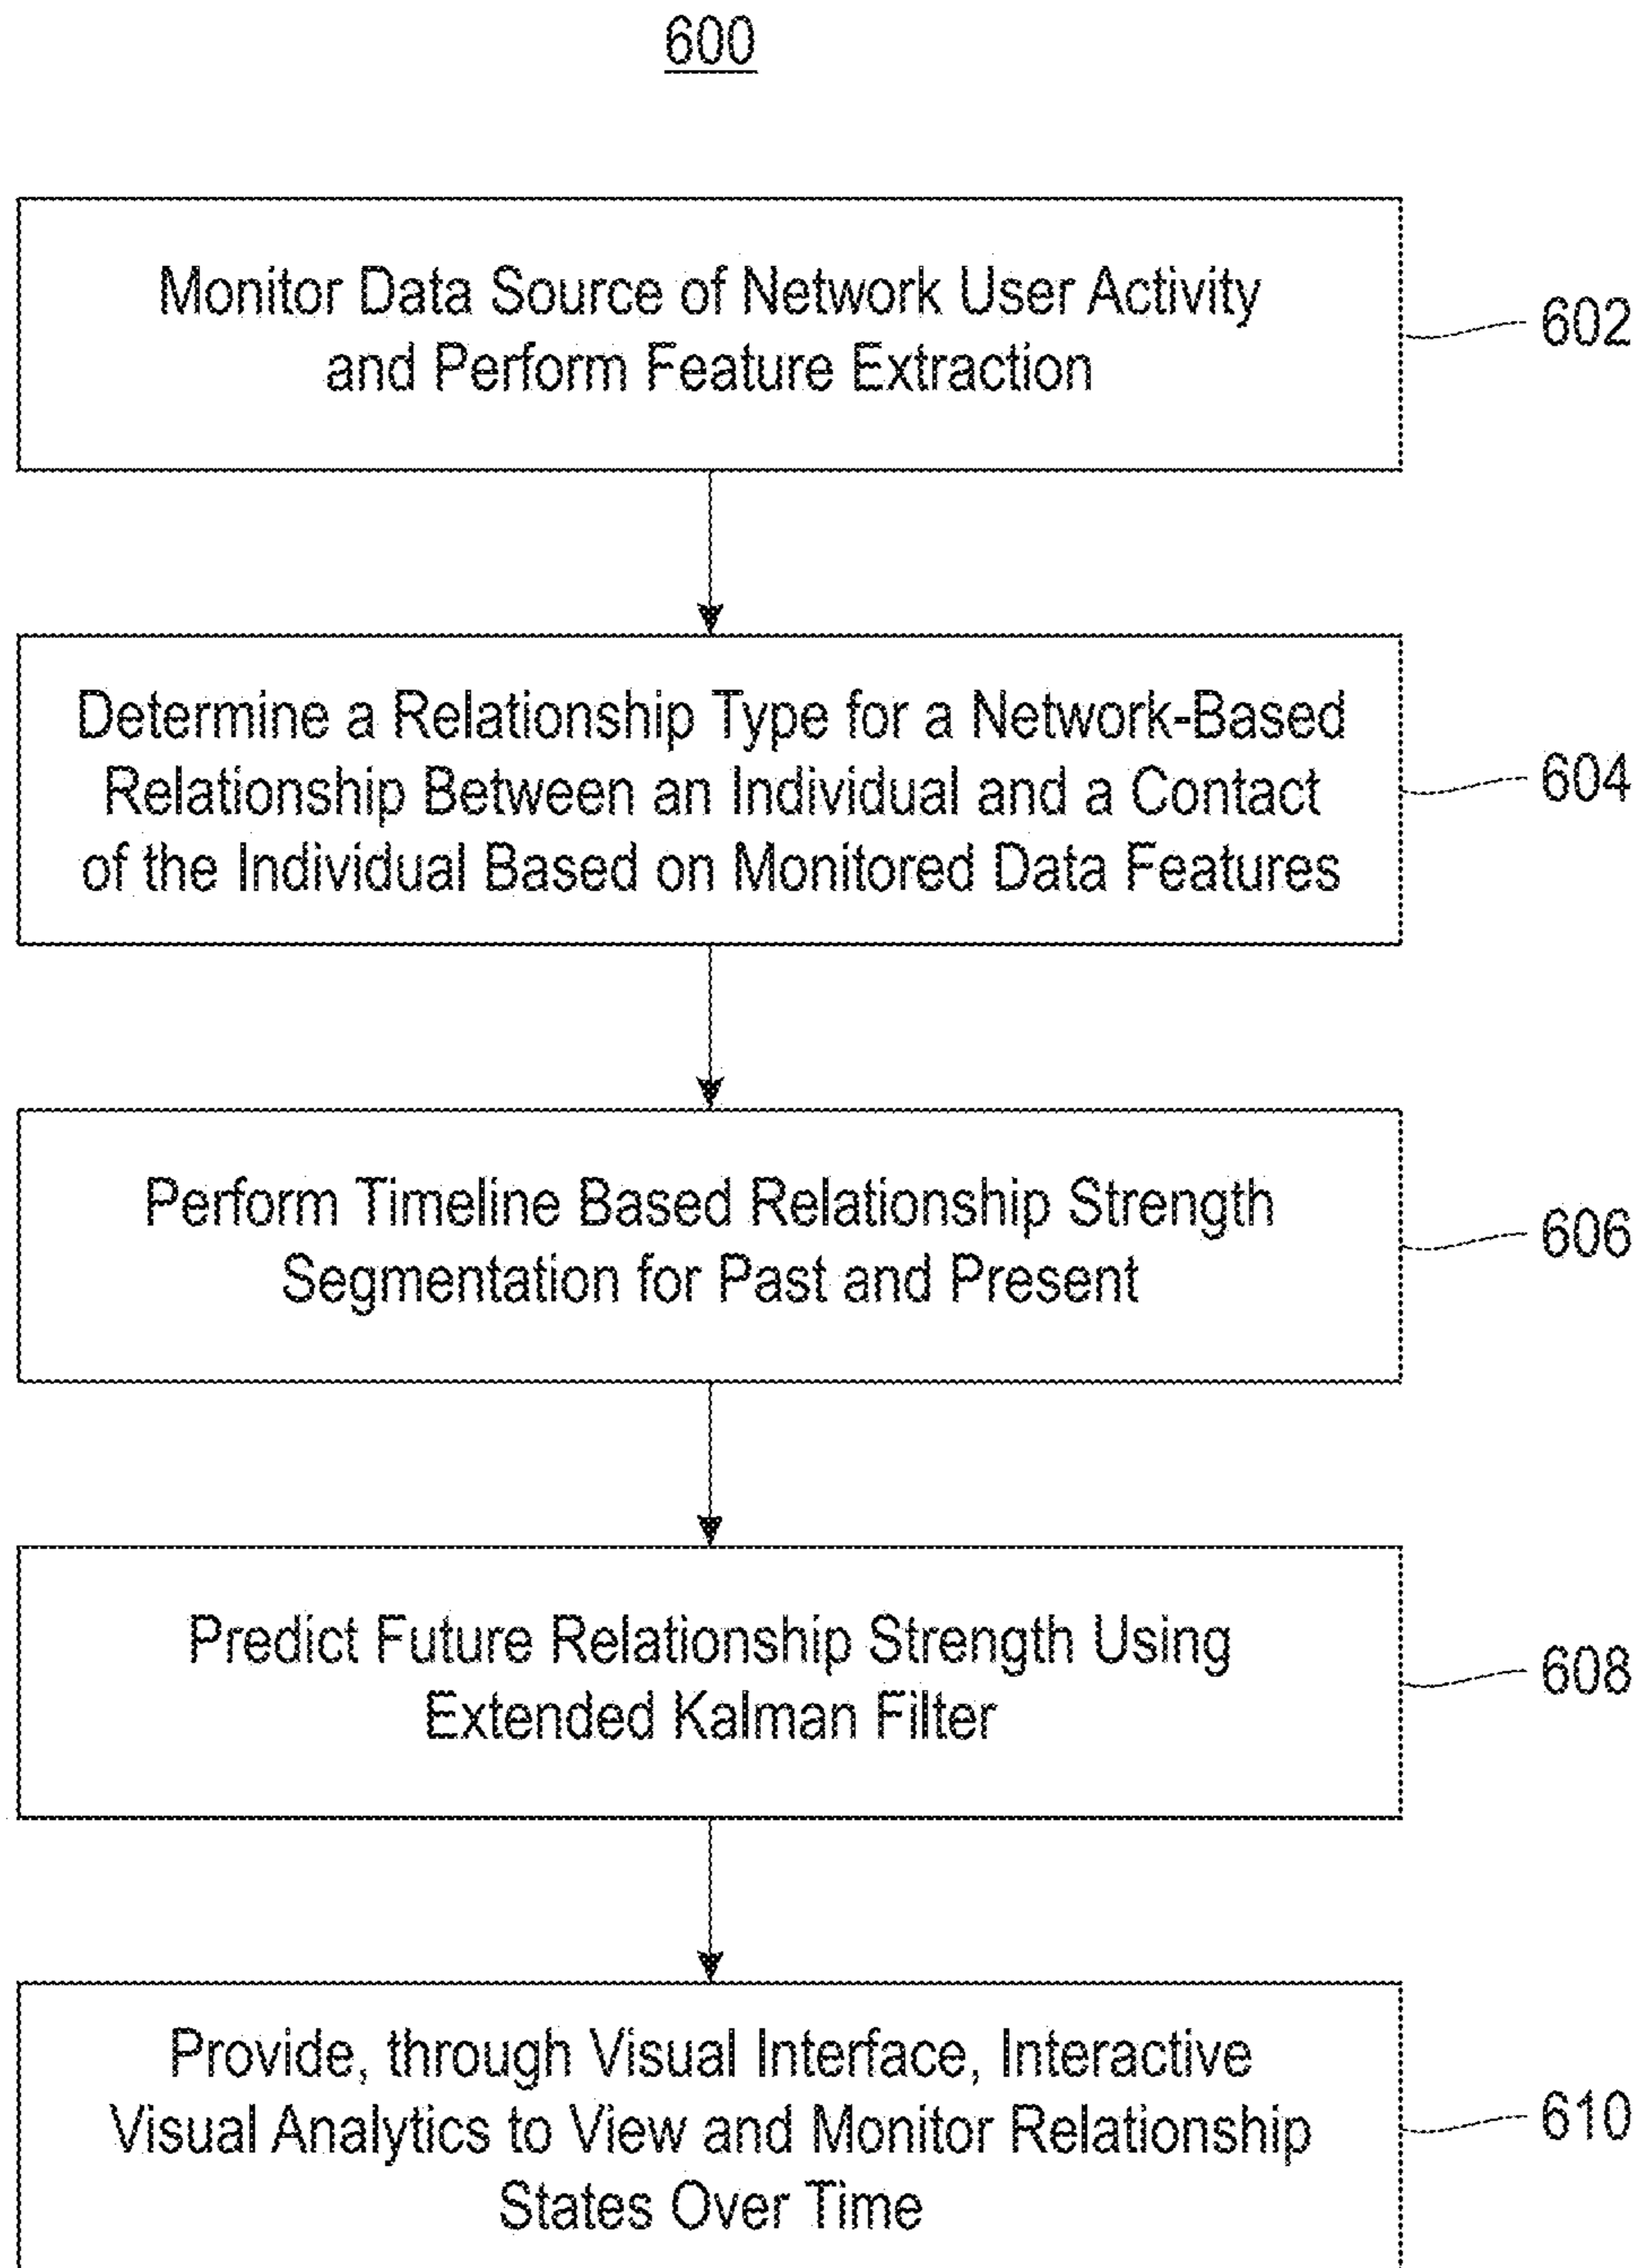 600
Monitor Data Source of Network User Activity
and Perform Feature Extraction
602
Determine a Relationship Type for a Network-Based
Relationship Between an Individual and a Contact
of the Individual Based on Monitored Data Features
604
Perform Timeline Based Relationship Strength
Segmentation for Past and Present
606
Predict Future Relationship Strength Using
Extended Kalman Filter
608
Provide, through Visual Interface, Interactive
Visual Analytics to View and Monitor Relationship
States Over Time
610